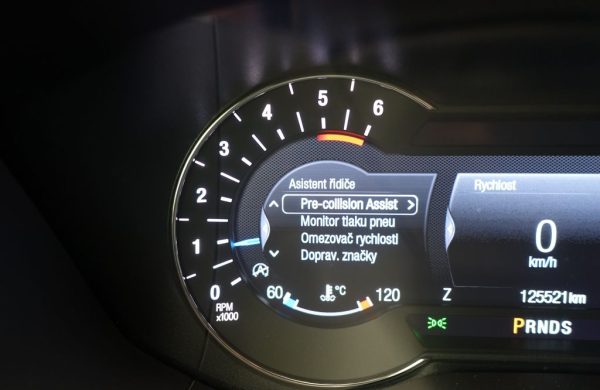 6
5
4
3
2
1
0
RPM
x1000
Asistent řidiče
Pre-collision Assist
Monitor tlaku pneu
Omezovač rychlosti
Doprav. značky
60 °C 120
Rychlost
0
km/h
Z 125521 km
PRNDS